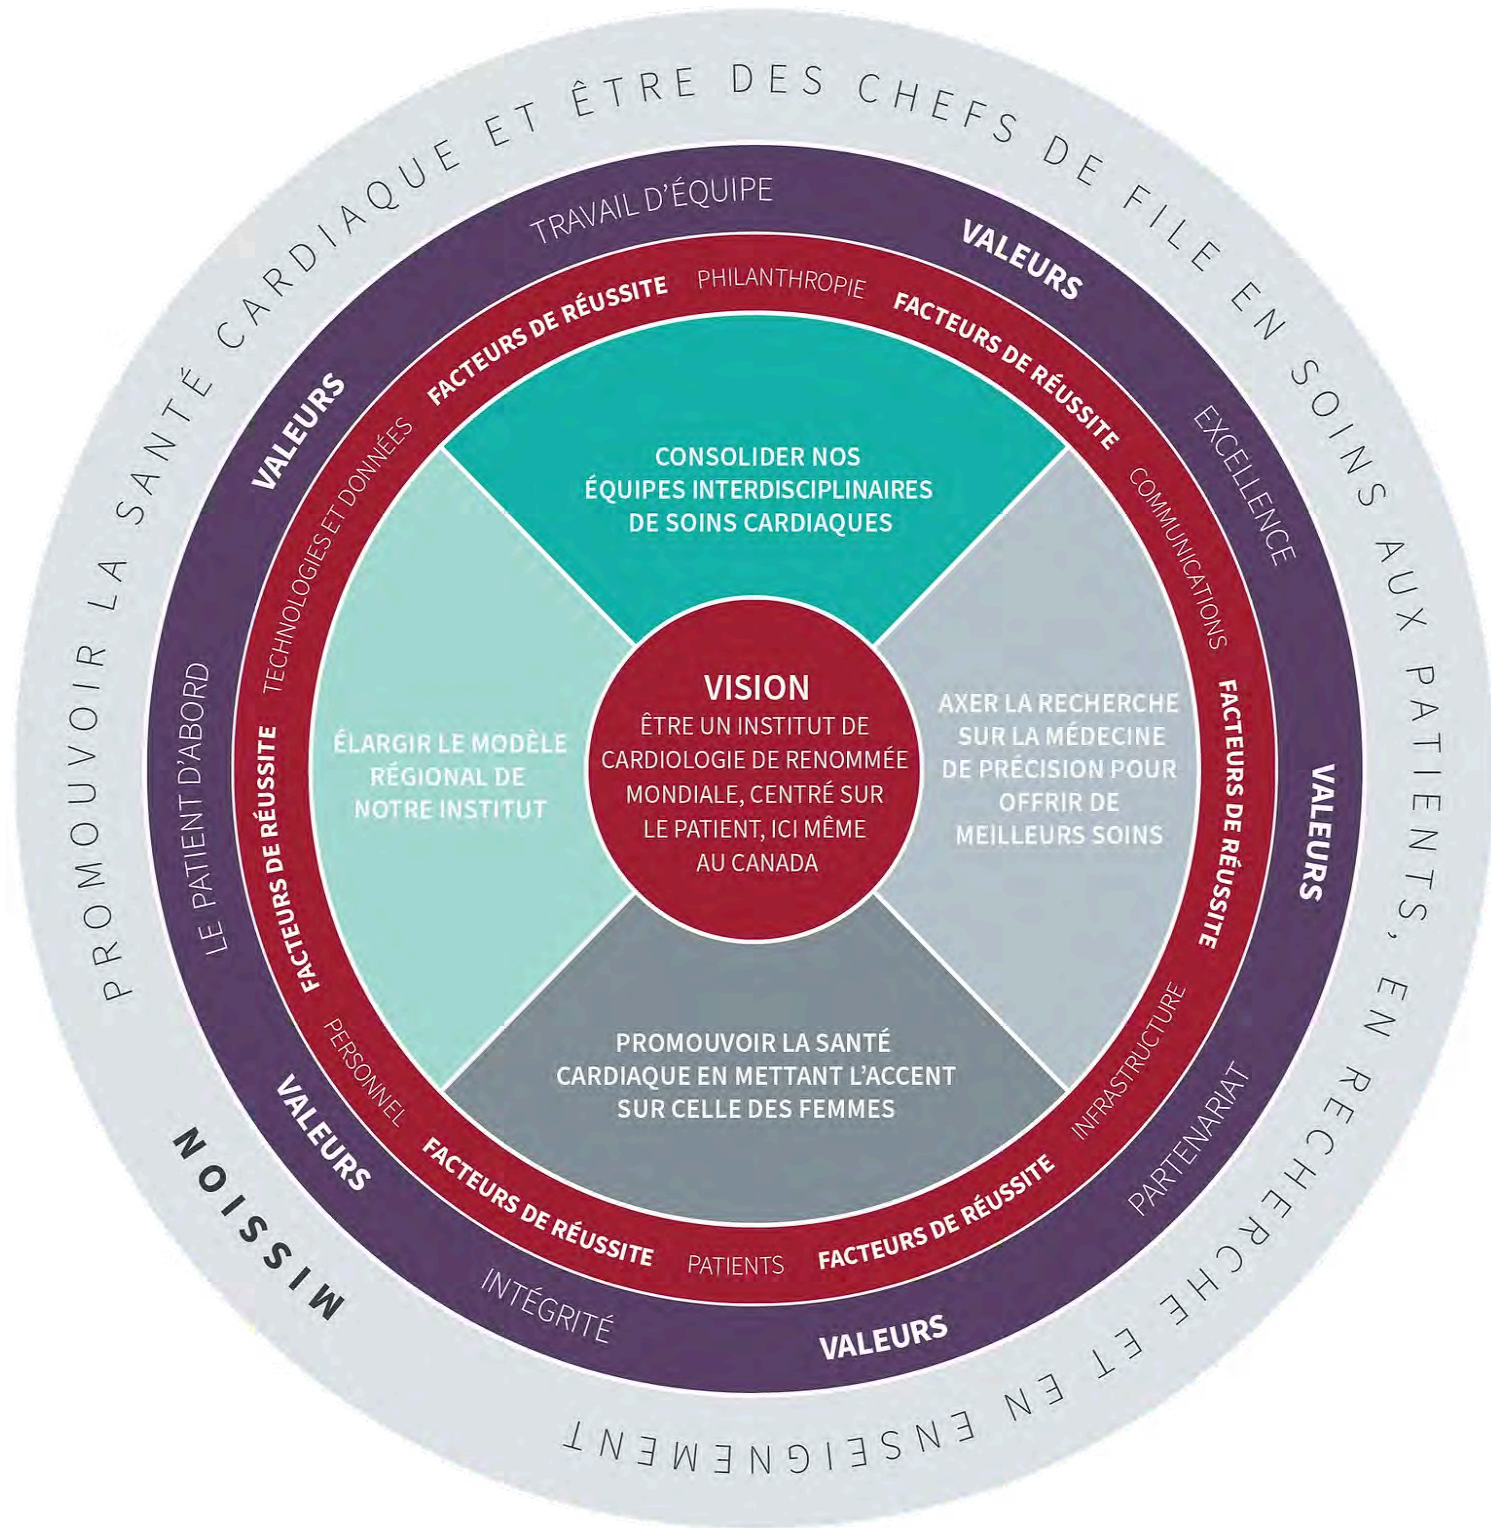 MISSION
PROMOUVOIR LA SANTÉ CARDIAQUE ET ÊTRE DES CHEFS DE FILE EN SOINS AUX PATIENTS, EN RECHERCHE ET EN ENSEIGNEMENT
VALEURS
TRAVAIL D’ÉQUIPE
VALEURS
EXCELLENCE
VALEURS
PARTENARIAT
VALEURS
INTÉGRITÉ
VALEURS
LE PATIENT D’ABORD
FACTEURS DE RÉUSSITE
PHILANTHROPIE
FACTEURS DE RÉUSSITE
COMMUNICATIONS
FACTEURS DE RÉUSSITE
INFRASTRUCTURE
FACTEURS DE RÉUSSITE
PATIENTS
FACTEURS DE RÉUSSITE
PERSONNEL
FACTEURS DE RÉUSSITE
TECHNOLOGIES ET DONNÉES
CONSOLIDER NOS
ÉQUIPES INTERDISCIPLINAIRES
DE SOINS CARDIAQUES
AXER LA RECHERCHE
SUR LA MÉDECINE
DE PRÉCISION POUR
OFFRIR DE
MEILLEURS SOINS
PROMOUVOIR LA SANTÉ
CARDIAQUE EN METTANT L’ACCENT
SUR CELLE DES FEMMES
ÉLARGIR LE MODÈLE
RÉGIONAL DE
NOTRE INSTITUT
VISION
ÊTRE UN INSTITUT DE
CARDIOLOGIE DE RENOMMÉE
MONDIALE, CENTRÉ SUR
LE PATIENT, ICI MÊME
AU CANADA